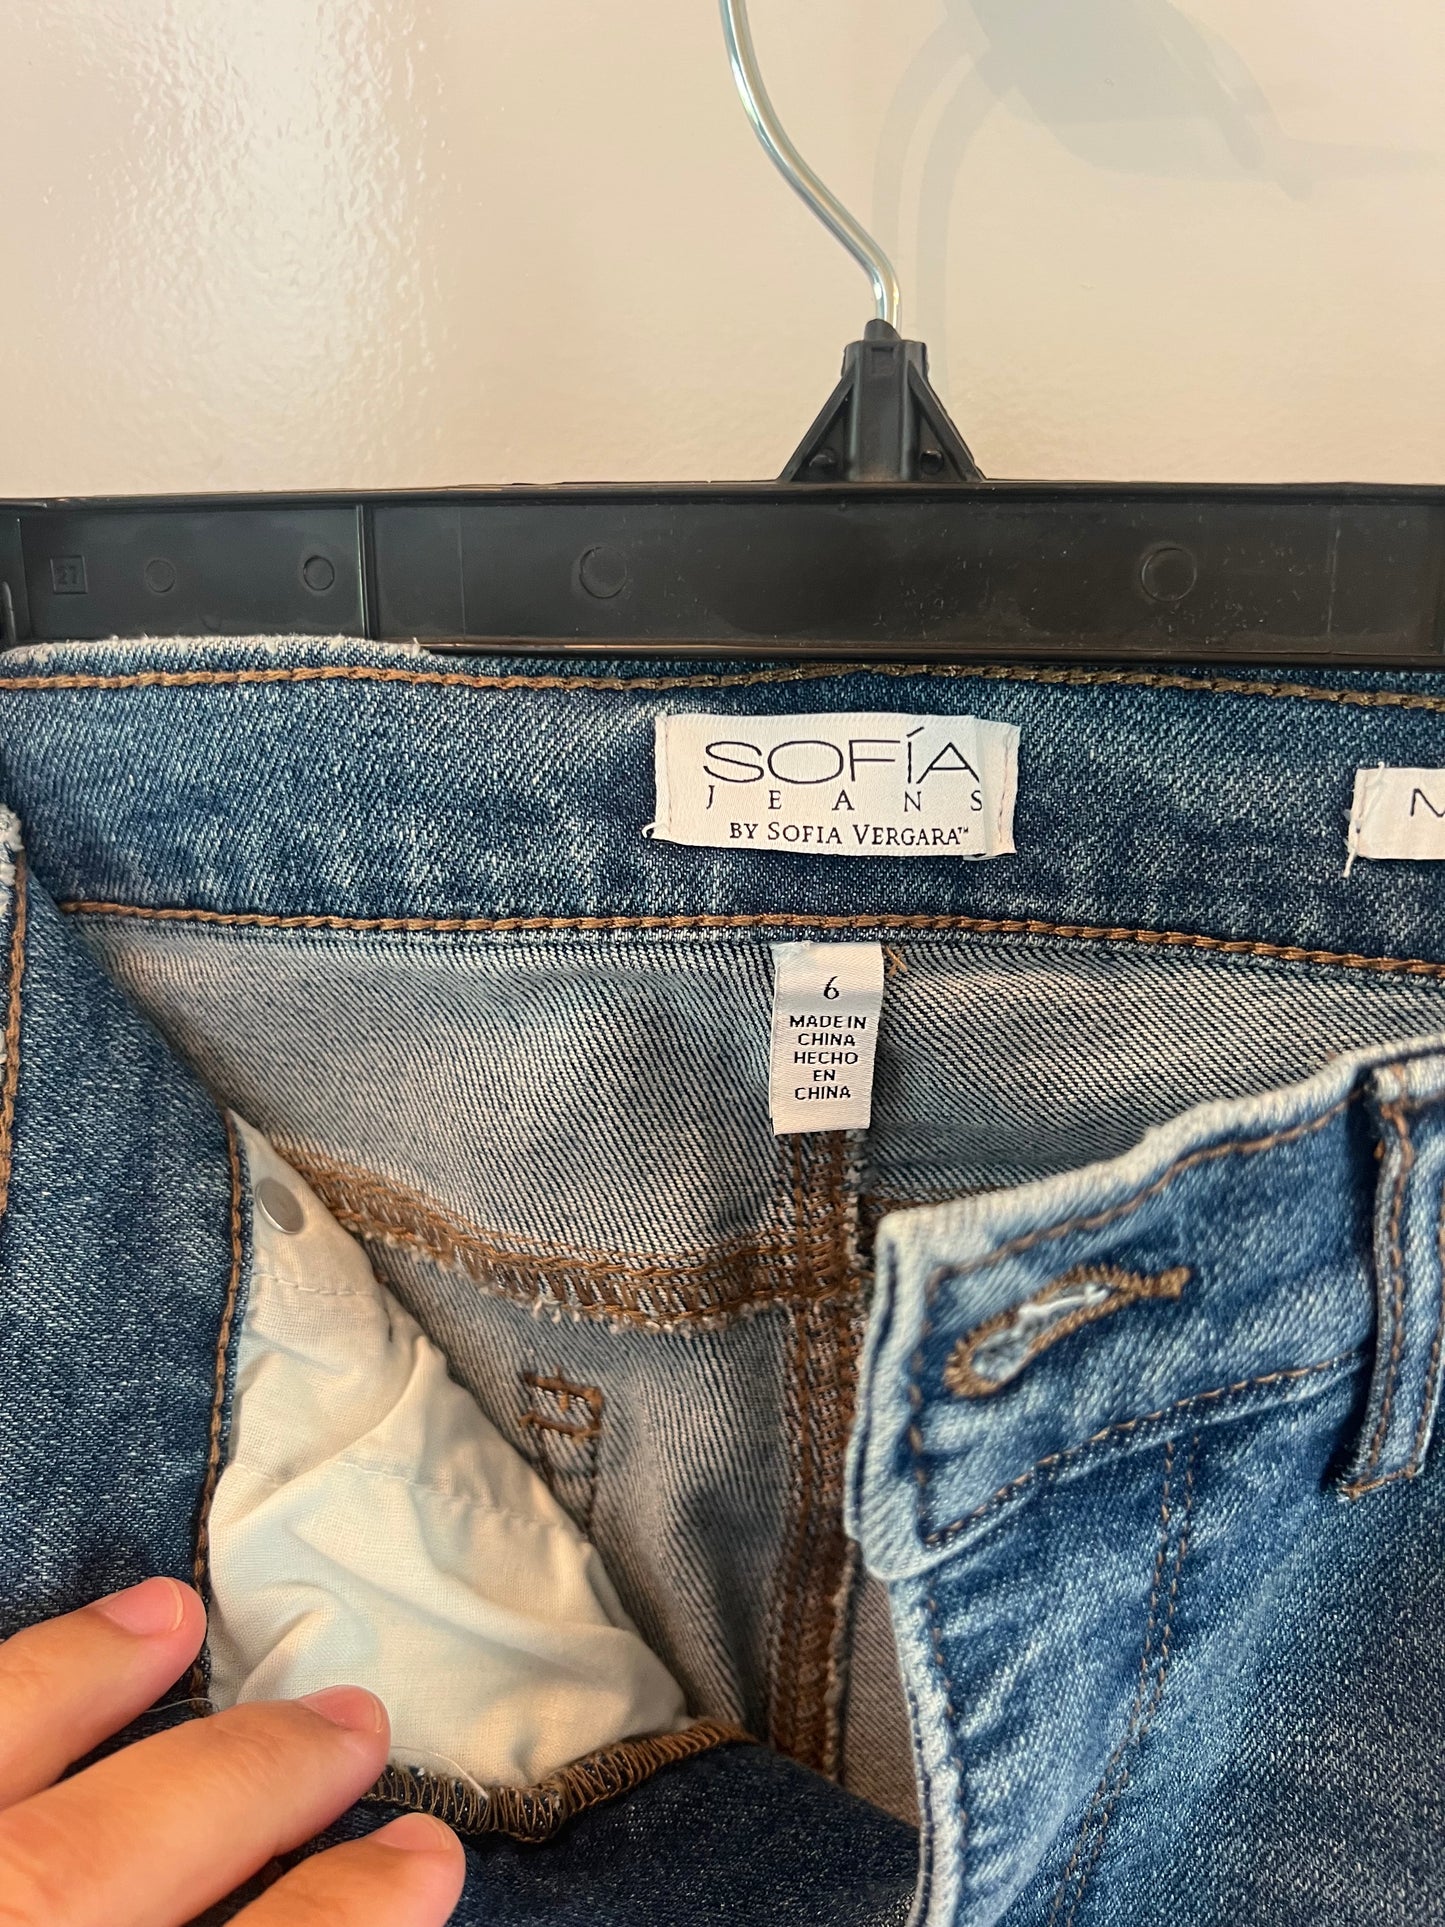 27
SOFÍA
JEANS
BY SOFIA VERGARA™
6
MADE IN
CHINA
HECHO
EN
CHINA